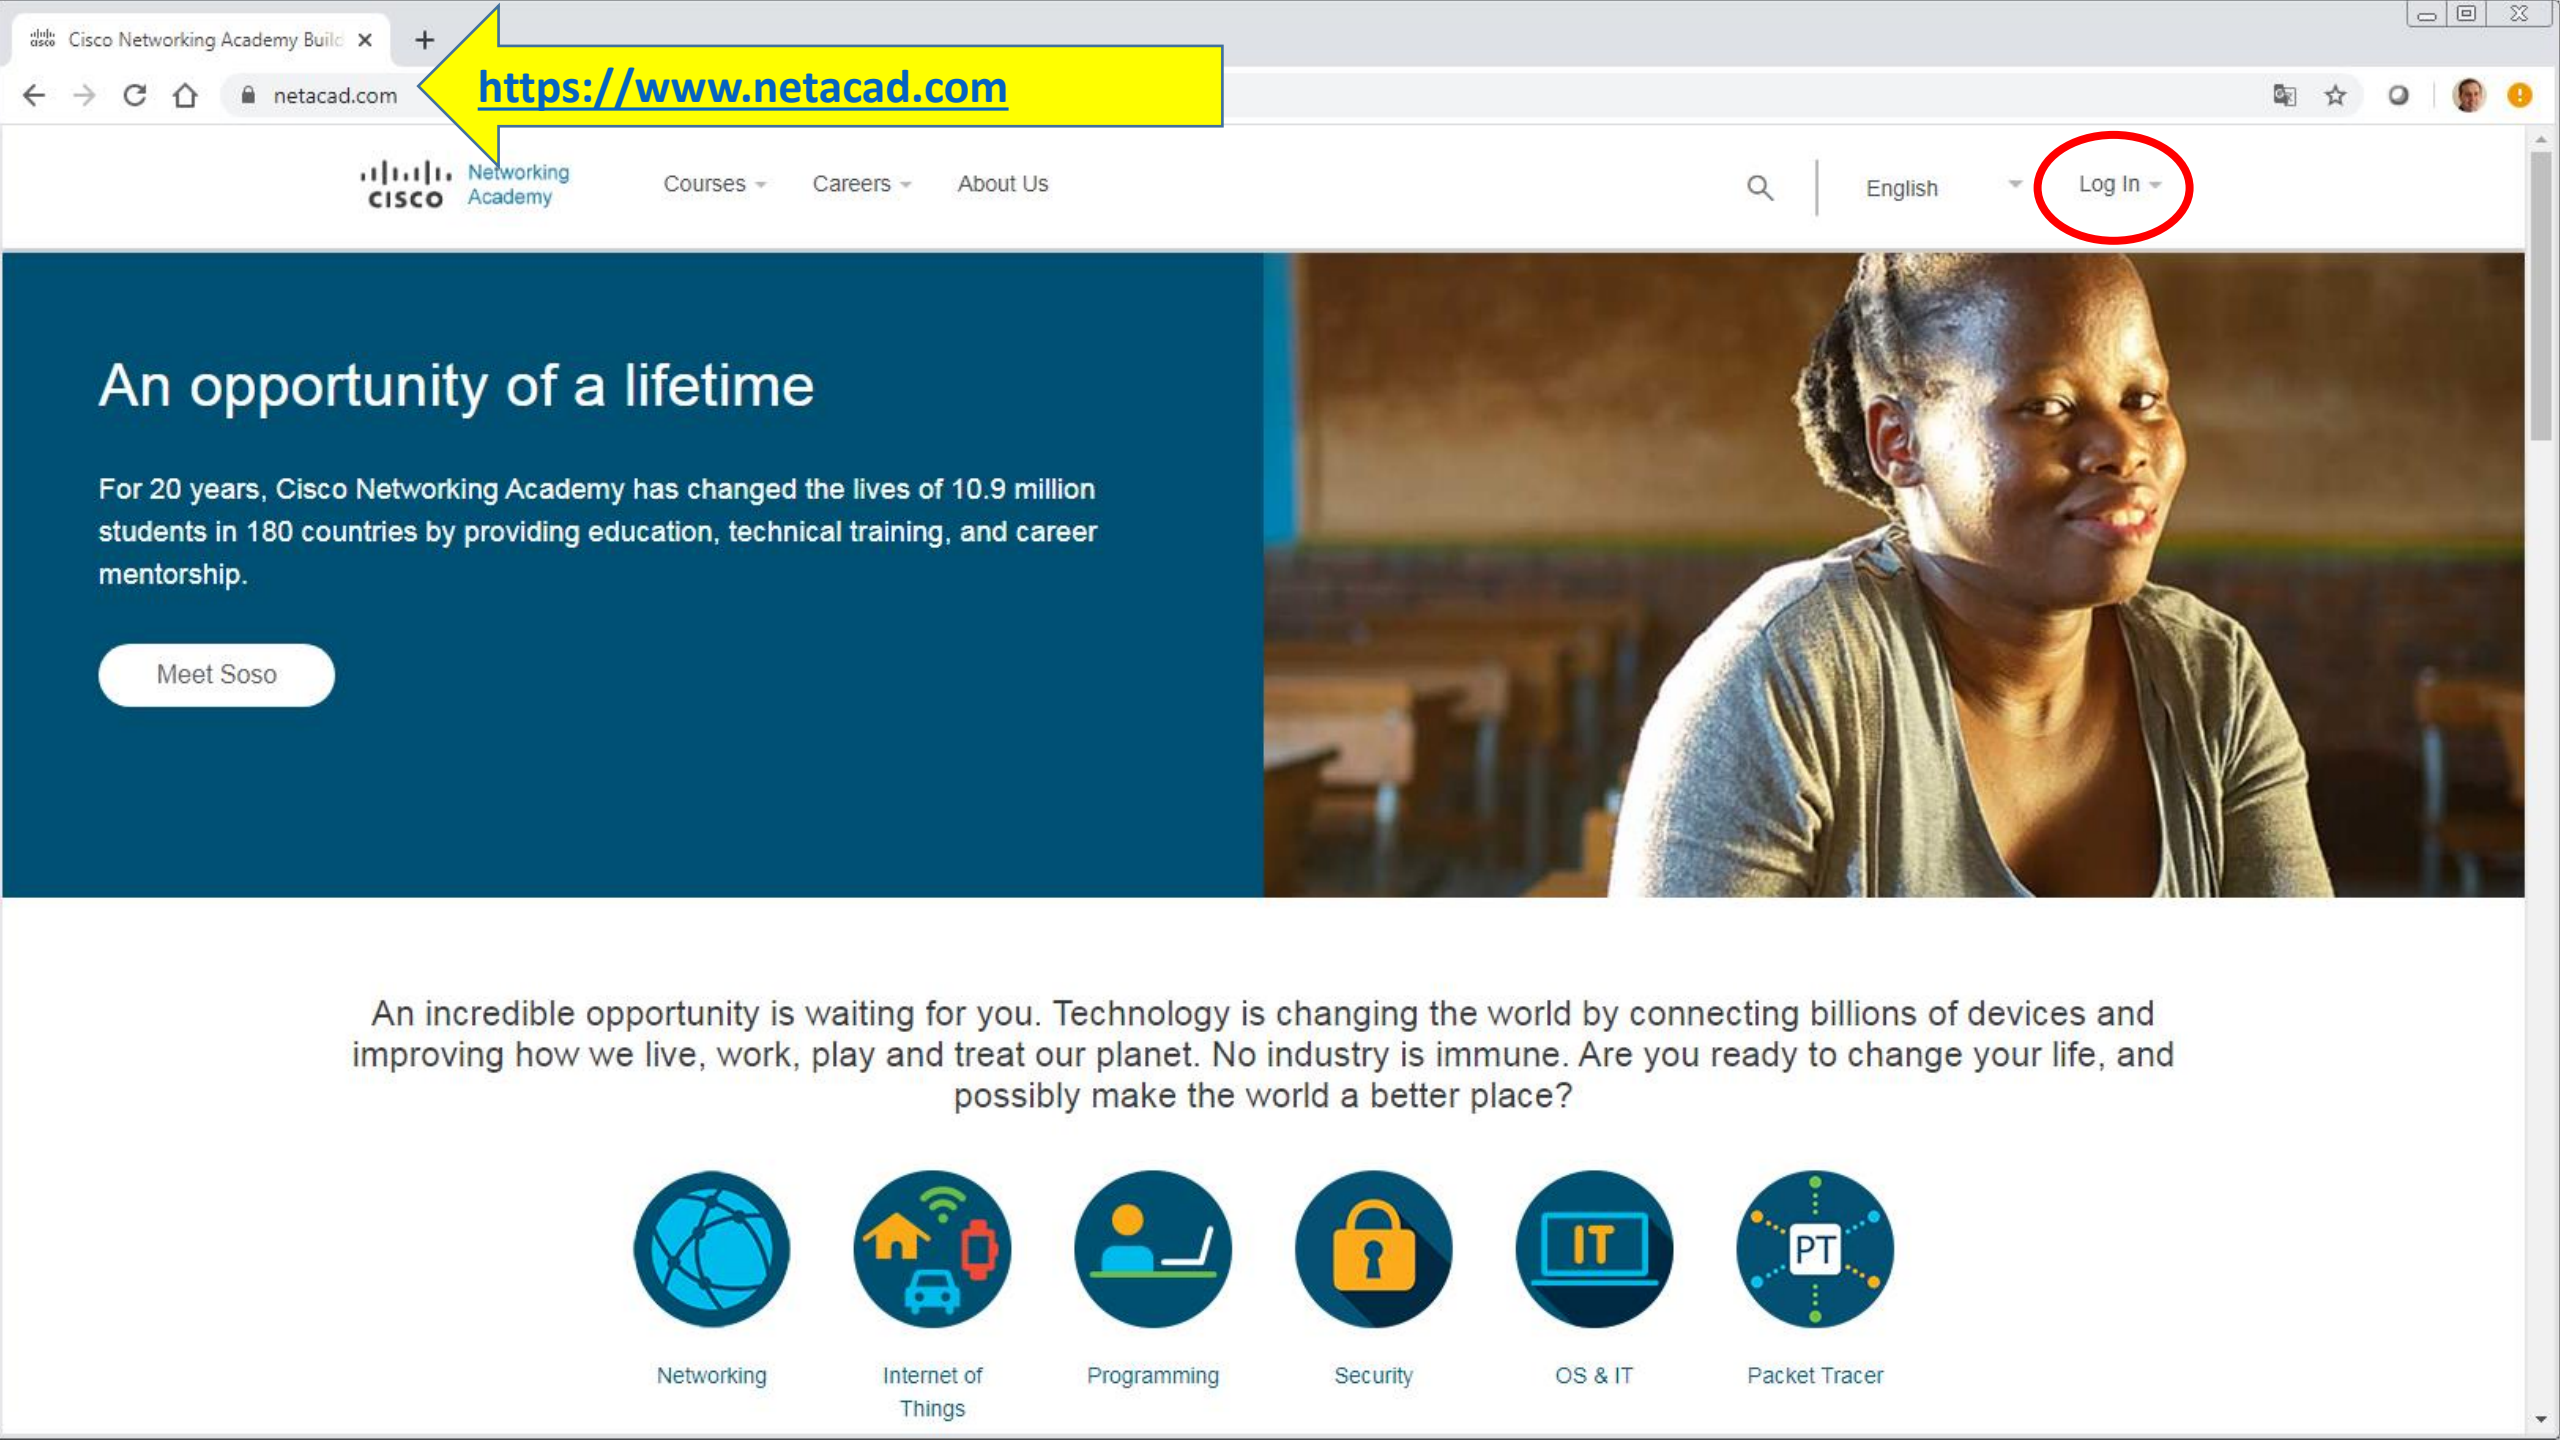 Cisco Networking Academy Build
netacad.com
https://www.netacad.com
CISCO
Networking
Academy
Courses
Careers
About Us
English
Log In
An opportunity of a lifetime
For 20 years, Cisco Networking Academy has changed the lives of 10.9 million
students in 180 countries by providing education, technical training, and career
mentorship.
Meet Soso
An incredible opportunity is waiting for you. Technology is changing the world by connecting billions of devices and
improving how we live, work, play and treat our planet. No industry is immune. Are you ready to change your life, and
possibly make the world a better place?
IT
PT
Networking
Internet of
Things
Programming
Security
OS & IT
Packet Tracer